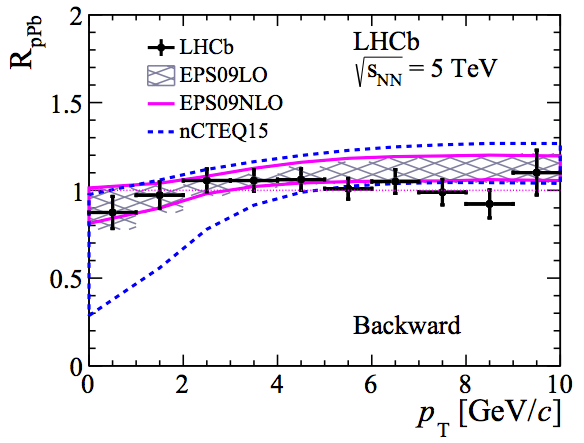 R_pPb
2
1.5
1
0.5
0
LHCb
EPS09LO
EPS09NLO
nCTEQ15
LHCb
√s_NN = 5 TeV
Backward
0 2 4 6 8 10
p_T [GeV/c]